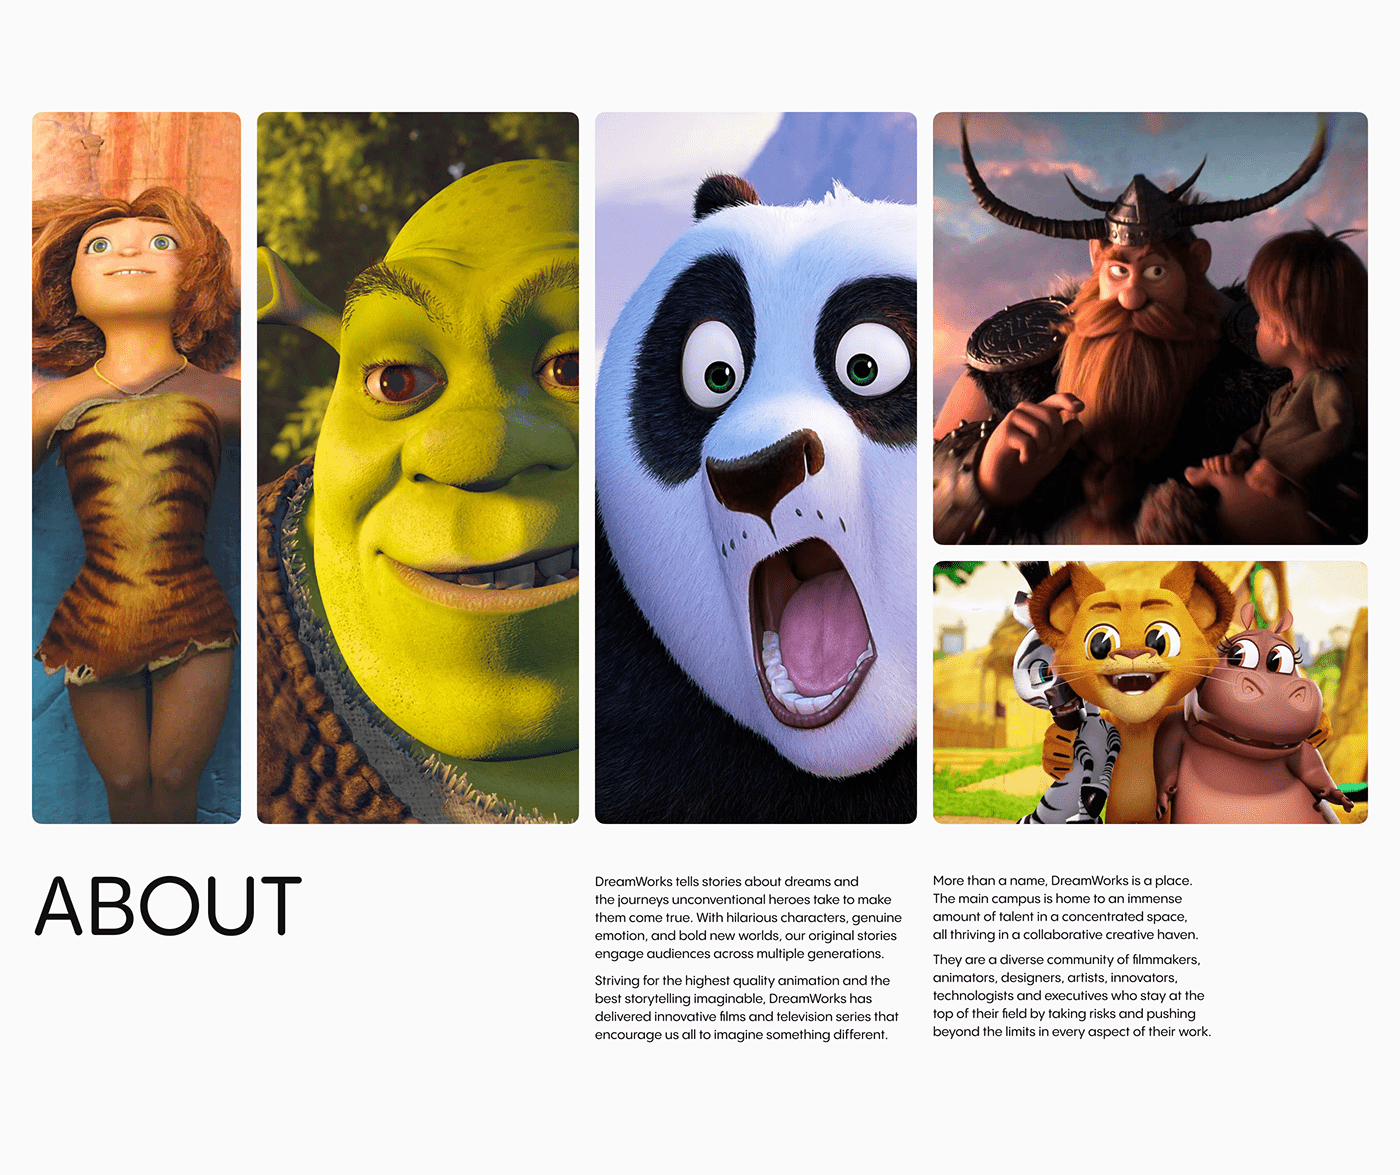 ABOUT
DreamWorks tells stories about dreams and
the journeys unconventional heroes take to make
them come true. With hilarious characters, genuine
emotion, and bold new worlds, our original stories
engage audiences across multiple generations.
Striving for the highest quality animation and the
best storytelling imaginable, DreamWorks has
delivered innovative films and television series that
encourage us all to imagine something different.
More than a name, DreamWorks is a place.
The main campus is home to an immense
amount of talent in a concentrated space,
all thriving in a collaborative creative haven.
They are a diverse community of filmmakers,
animators, designers, artists, innovators,
technologists and executives who stay at the
top of their field by taking risks and pushing
beyond the limits in every aspect of their work.